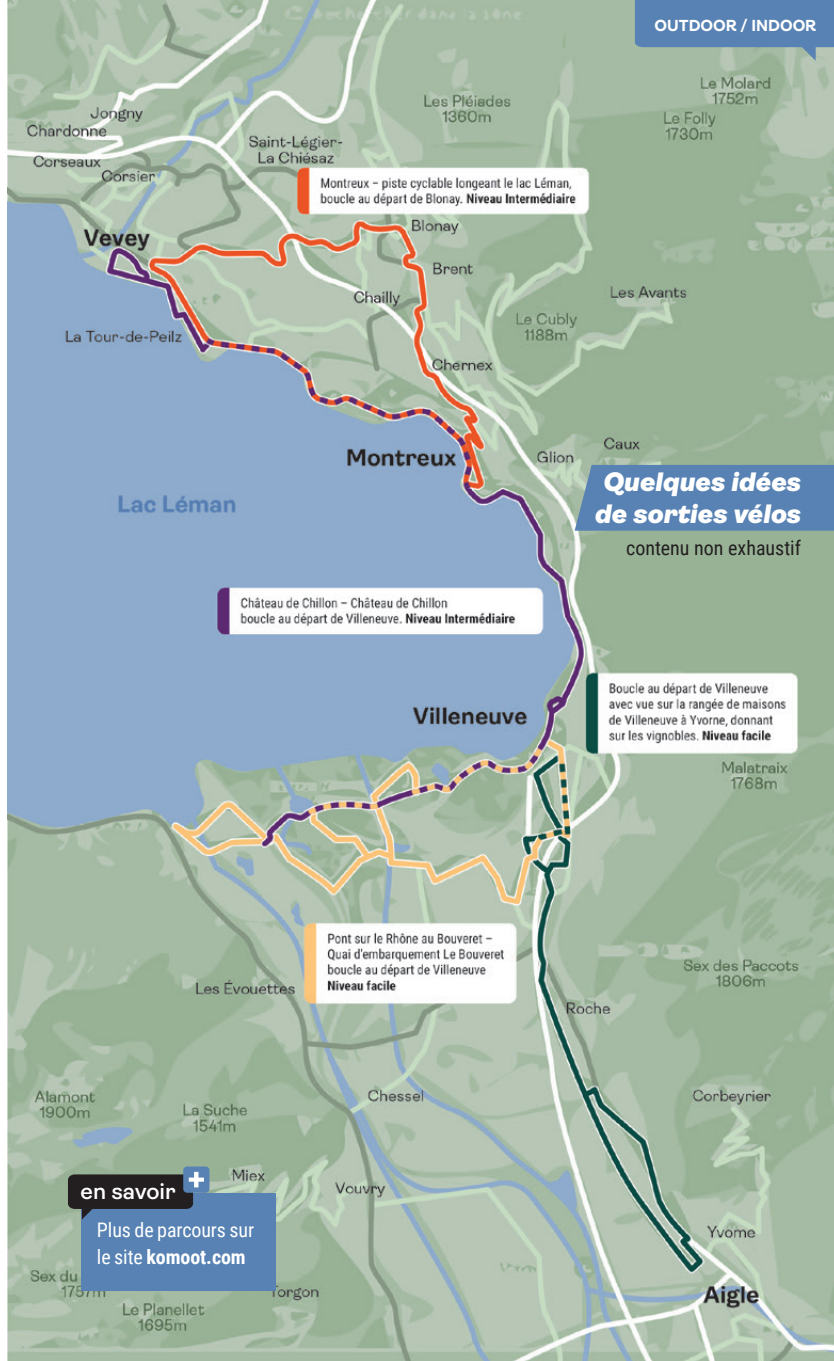 rechercher dans la zone
OUTDOOR / INDOOR
Le Molard
1752m
Les Pléiades
1360m
Le Folly
1730m
Jongny
Chardonne
Saint-Légier-
La Chiésaz
Corseaux
Corsier
Montreux – piste cyclable longeant le lac Léman,
boucle au départ de Blonay. Niveau Intermédiaire
Vevey
Blonay
Brent
Chailly
Les Avants
Le Cubly
1188m
La Tour-de-Peilz
Chernex
Montreux
Glion
Caux
Quelques idées
de sorties vélos
contenu non exhaustif
Lac Léman
Château de Chillon – Château de Chillon
boucle au départ de Villeneuve. Niveau Intermédiaire
Boucle au départ de Villeneuve
avec vue sur la rangée de maisons
de Villeneuve à Yvorne, donnant
sur les vignobles. Niveau facile
Villeneuve
Malatraix
1768m
Pont sur le Rhône au Bouveret –
Quai d'embarquement Le Bouveret
boucle au départ de Villeneuve
Niveau facile
Les Évouettes
Sex des Paccots
1806m
Roche
Alamont
1900m
La Suche
1541m
Chessel
Corbeyrier
en savoir +
Miex
Vouvry
Plus de parcours sur
le site komoot.com
Yvorne
Sex du
1757m
Torgon
Aigle
Le Planellet
1695m